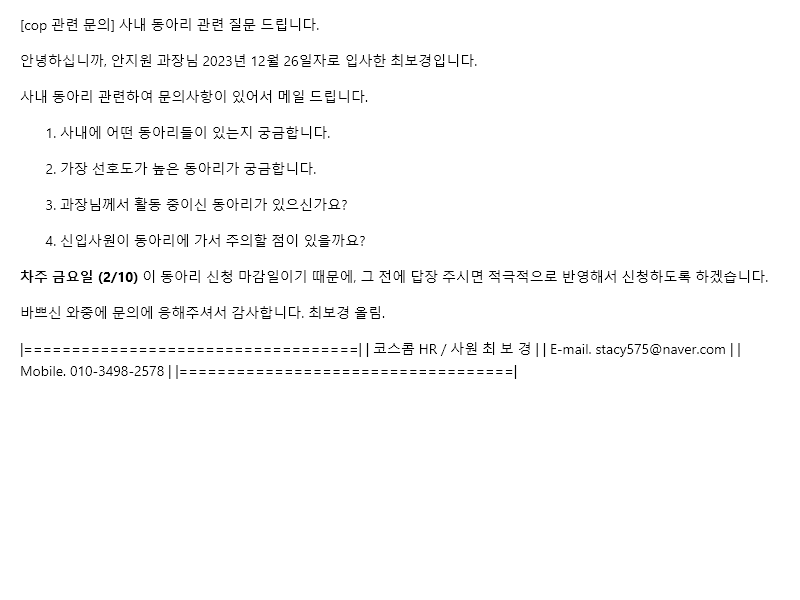 [cop 관련 문의] 사내 동아리 관련 질문 드립니다.
안녕하십니까, 안지원 과장님 2023년 12월 26일자로 입사한 최보경입니다.
사내 동아리 관련하여 문의사항이 있어서 메일 드립니다.
1. 사내에 어떤 동아리들이 있는지 궁금합니다.
2. 가장 선호도가 높은 동아리가 궁금합니다.
3. 과장님께서 활동 중이신 동아리가 있으신가요?
4. 신입사원이 동아리에 가서 주의할 점이 있을까요?
차주 금요일 (2/10) 이 동아리 신청 마감일이기 때문에, 그 전에 답장 주시면 적극적으로 반영해서 신청하도록 하겠습니다.
바쁘신 와중에 문의에 응해주셔서 감사합니다. 최보경 올림.
|===================================| | 코스콤 HR / 사원 최 보 경 | | E-mail. stacy575@naver.com | |
Mobile. 010-3498-2578 | |===================================|